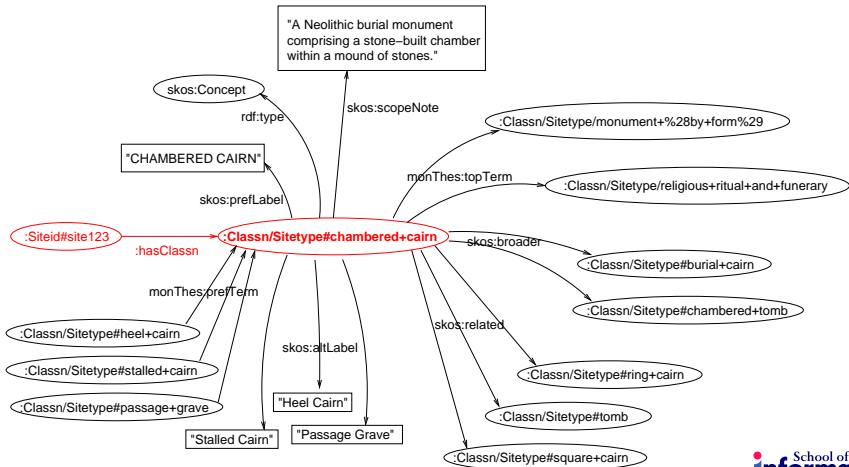 "A Neolithic burial monument
comprising a stone−built chamber
within a mound of stones."
skos:Concept
rdf:type
skos:scopeNote
:Classn/Sitetype/monument+%28by+form%29
"CHAMBERED CAIRN"
monThes:topTerm
:Classn/Sitetype/religious+ritual+and+funerary
skos:prefLabel
:Siteid#site123
:hasClassn
:Classn/Sitetype#chambered+cairn
skos:broader
:Classn/Sitetype#burial+cairn
monThes:prefTerm
:Classn/Sitetype#chambered+tomb
:Classn/Sitetype#heel+cairn
skos:related
skos:altLabel
:Classn/Sitetype#stalled+cairn
:Classn/Sitetype#ring+cairn
:Classn/Sitetype#passage+grave
"Heel Cairn"
:Classn/Sitetype#tomb
"Stalled Cairn"
"Passage Grave"
:Classn/Sitetype#square+cairn
School of